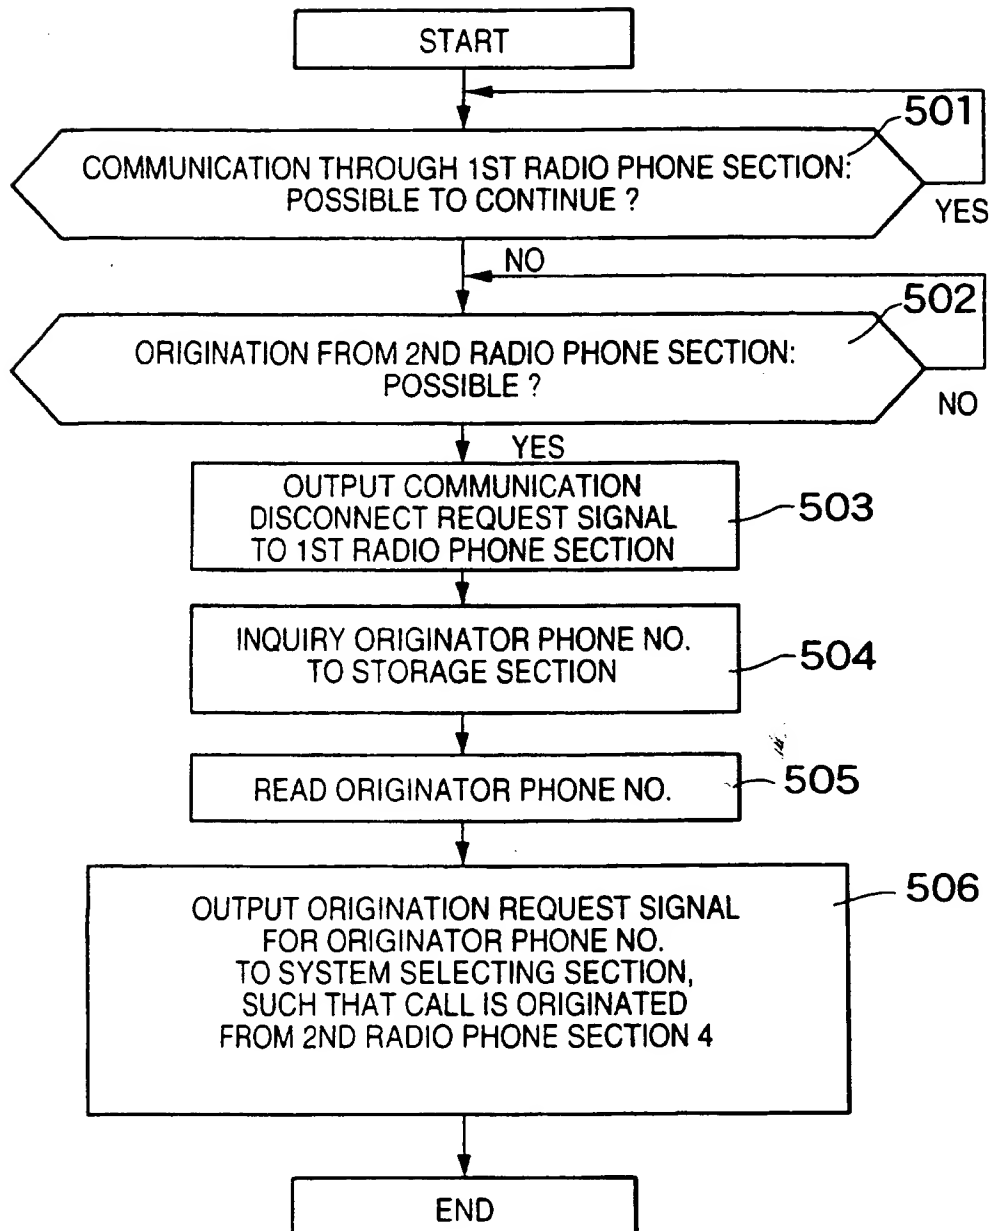 START
501
COMMUNICATION THROUGH 1ST RADIO PHONE SECTION:
POSSIBLE TO CONTINUE ?
YES
NO
502
ORIGINATION FROM 2ND RADIO PHONE SECTION:
POSSIBLE ?
NO
YES
OUTPUT COMMUNICATION
DISCONNECT REQUEST SIGNAL
TO 1ST RADIO PHONE SECTION
503
INQUIRY ORIGINATOR PHONE NO.
TO STORAGE SECTION
504
READ ORIGINATOR PHONE NO.
505
OUTPUT ORIGINATION REQUEST SIGNAL
FOR ORIGINATOR PHONE NO.
TO SYSTEM SELECTING SECTION,
SUCH THAT CALL IS ORIGINATED
FROM 2ND RADIO PHONE SECTION 4
506
END